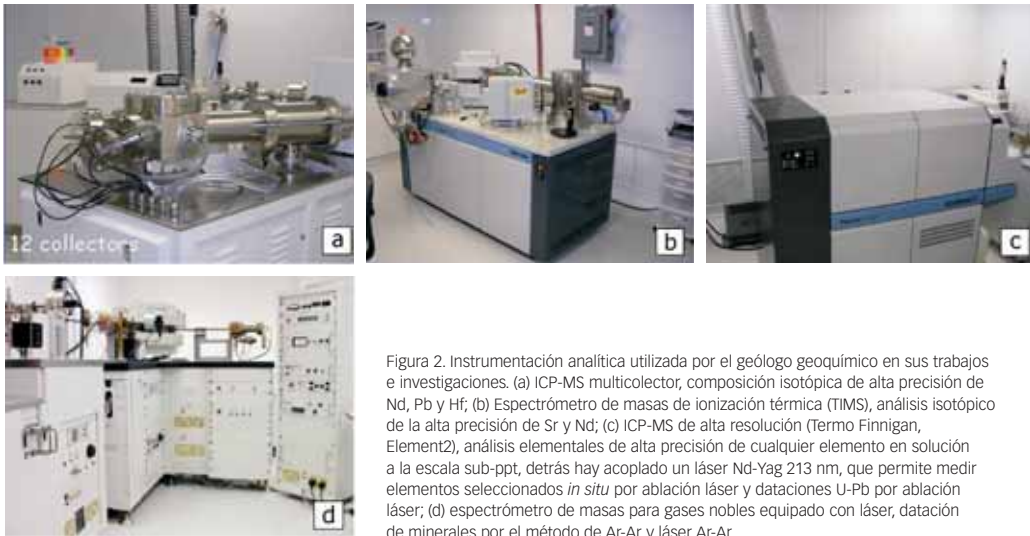 12 collectors
a
b
c
d
Figura 2. Instrumentación analítica utilizada por el geólogo geoquímico en sus trabajos
e investigaciones. (a) ICP-MS multicolector, composición isotópica de alta precisión de
Nd, Pb y Hf; (b) Espectrómetro de masas de ionización térmica (TIMS), análisis isotópico
de la alta precisión de Sr y Nd; (c) ICP-MS de alta resolución (Termo Finnigan,
Element2), análisis elementales de alta precisión de cualquier elemento en solución
a la escala sub-ppt, detrás hay acoplado un láser Nd-Yag 213 nm, que permite medir
elementos seleccionados in situ por ablación láser y dataciones U-Pb por ablación
láser; (d) espectrómetro de masas para gases nobles equipado con láser, datación
de minerales por el método de Ar-Ar y láser Ar-Ar